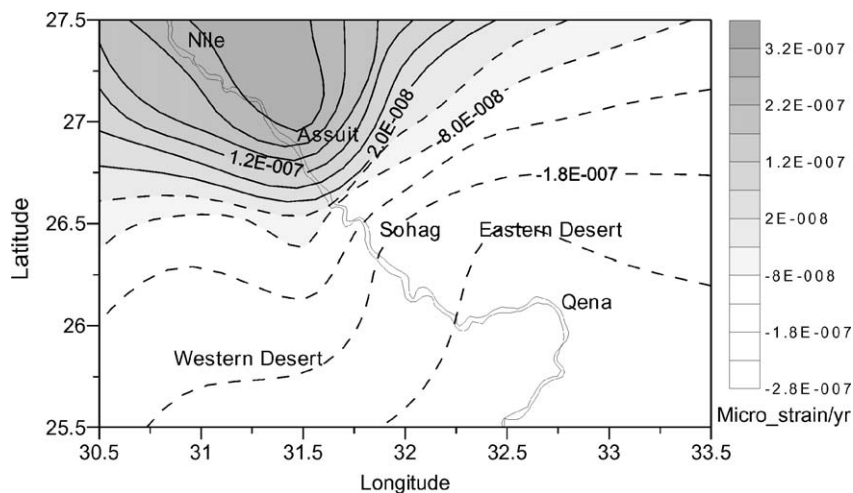 27.5
27
26.5
26
25.5
Latitude
30.5 31 31.5 32 32.5 33 33.5
Longitude
Nile
Assuit
1.2E-007
2.0E-008
-8.0E-008
-1.8E-007
Sohag
Eastern Desert
Qena
Western Desert
3.2E-007
2.2E-007
1.2E-007
2E-008
-8E-008
-1.8E-007
-2.8E-007
Micro_strain/yr